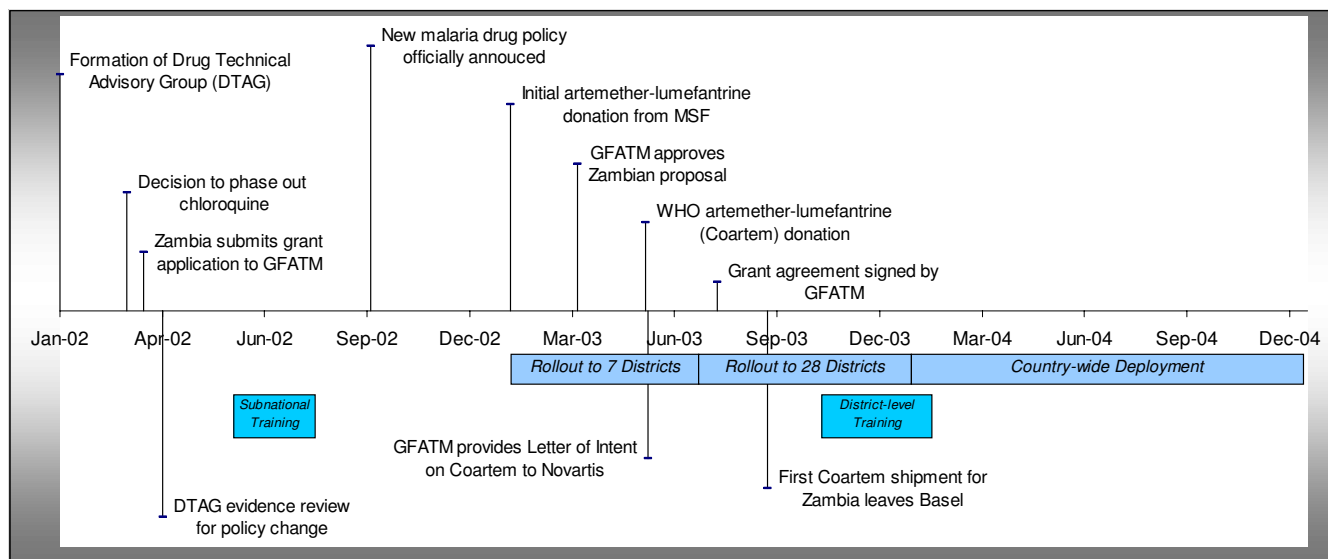 New malaria drug policy
officially annouced
Formation of Drug Technical
Advisory Group (DTAG)
Initial artemether-lumefantrine
donation from MSF
GFATM approves
Zambian proposal
Decision to phase out
chloroquine
WHO artemether-lumefantrine
(Coartem) donation
Zambia submits grant
application to GFATM
Grant agreement signed by
GFATM
Jan-02 Apr-02 Jun-02 Sep-02 Dec-02 Mar-03 Jun-03 Sep-03 Dec-03 Mar-04 Jun-04 Sep-04 Dec-04
Rollout to 7 Districts Rollout to 28 Districts Country-wide Deployment
Subnational
Training
District-level
Training
GFATM provides Letter of Intent
on Coartem to Novartis
First Coartem shipment for
Zambia leaves Basel
DTAG evidence review
for policy change